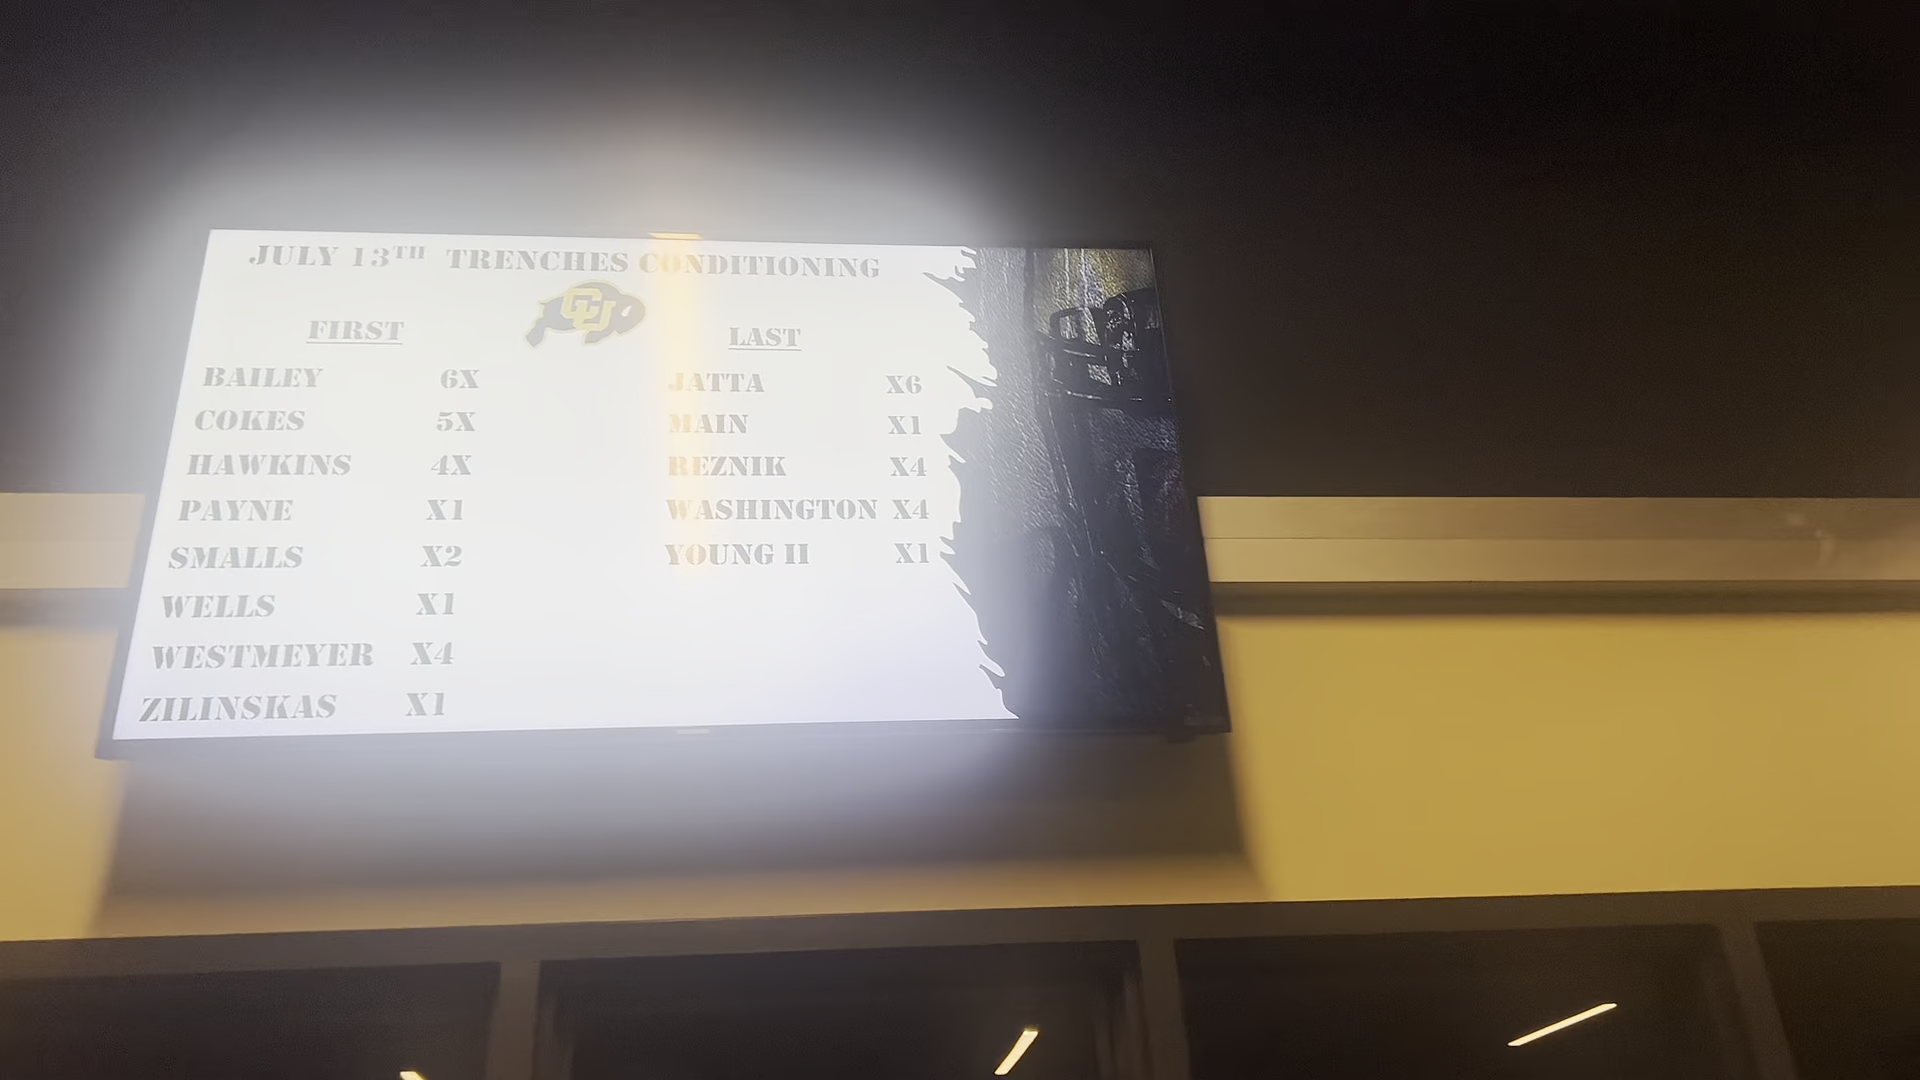 JULY 13TH TRENCHES CONDITIONING
CU
FIRST
BAILEY 6X
COKES 5X
HAWKINS 4X
PAYNE X1
SMALLS X2
WELLS X1
WESTMEYER X4
ZILINSKAS X1
LAST
JATTA X6
MAIN X1
REZNIK X4
WASHINGTON X4
YOUNG II X1